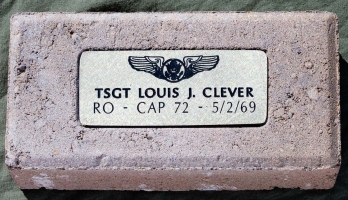 TSGT LOUIS J. CLEVER
RO - CAP 72 - 5/2/69